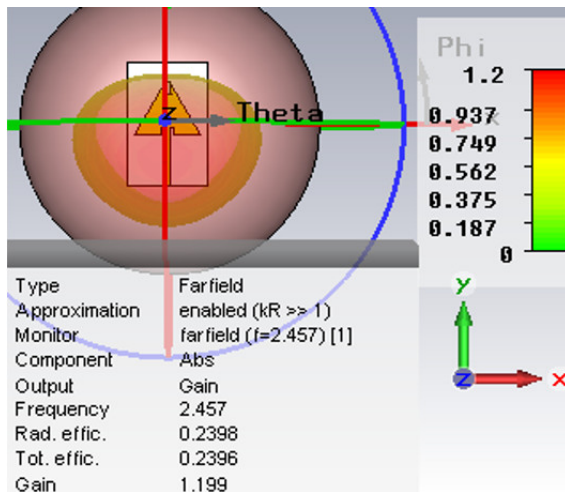 Phi
1.2
0.937
0.749
0.562
0.375
0.187
0
z
Theta
x
Type Farfield
Approximation enabled (kR >> 1)
Monitor farfield (f=2.457) [1]
Component Abs
Output Gain
Frequency 2.457
Rad. effic. 0.2398
Tot. effic. 0.2396
Gain 1.199
y
z
x